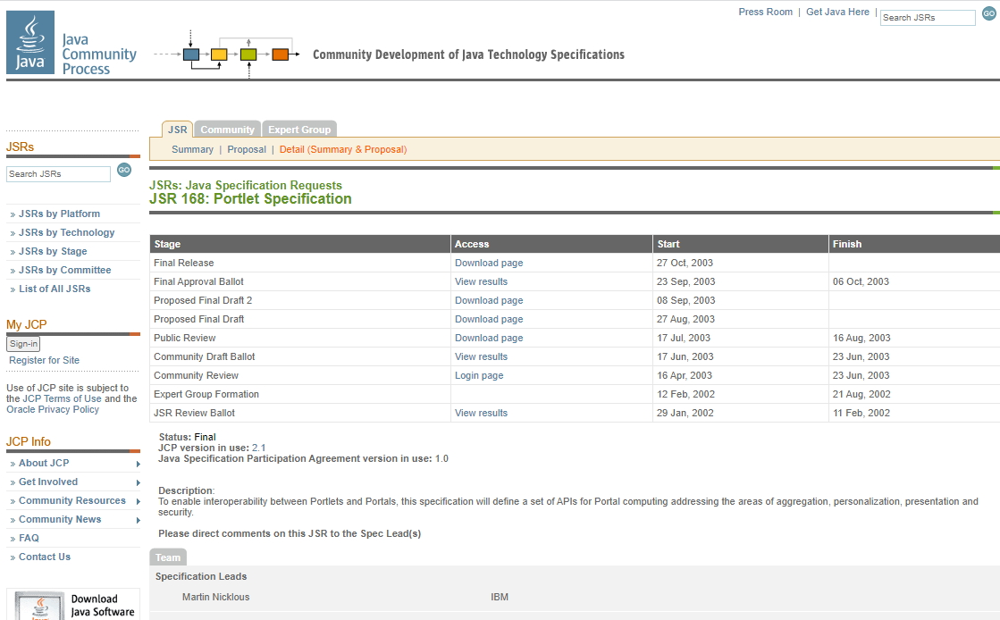 Press Room | Get Java Here | Search JSRs GO
Java
Java
Community
Process
Community Development of Java Technology Specifications
JSR Community Expert Group
Summary | Proposal | Detail (Summary & Proposal)
JSRs
Search JSRs GO
» JSRs by Platform
» JSRs by Technology
» JSRs by Stage
» JSRs by Committee
» List of All JSRs
My JCP
Sign-in
Register for Site
Use of JCP site is subject to
the JCP Terms of Use and the
Oracle Privacy Policy
JCP Info
» About JCP
» Get Involved
» Community Resources
» Community News
» FAQ
» Contact Us
Download
Java Software
JSRs: Java Specification Requests
JSR 168: Portlet Specification
Stage Access Start Finish
Final Release Download page 27 Oct, 2003
Final Approval Ballot View results 23 Sep, 2003 06 Oct, 2003
Proposed Final Draft 2 Download page 08 Sep, 2003
Proposed Final Draft Download page 27 Aug, 2003
Public Review Download page 17 Jul, 2003 16 Aug, 2003
Community Draft Ballot View results 17 Jun, 2003 23 Jun, 2003
Community Review Login page 16 Apr, 2003 23 Jun, 2003
Expert Group Formation 12 Feb, 2002 21 Aug, 2002
JSR Review Ballot View results 29 Jan, 2002 11 Feb, 2002
Status: Final
JCP version in use: 2.1
Java Specification Participation Agreement version in use: 1.0
Description:
To enable interoperability between Portlets and Portals, this specification will define a set of APIs for Portal computing addressing the areas of aggregation, personalization, presentation and
security.
Please direct comments on this JSR to the Spec Lead(s)
Team
Specification Leads
Martin Nicklous IBM